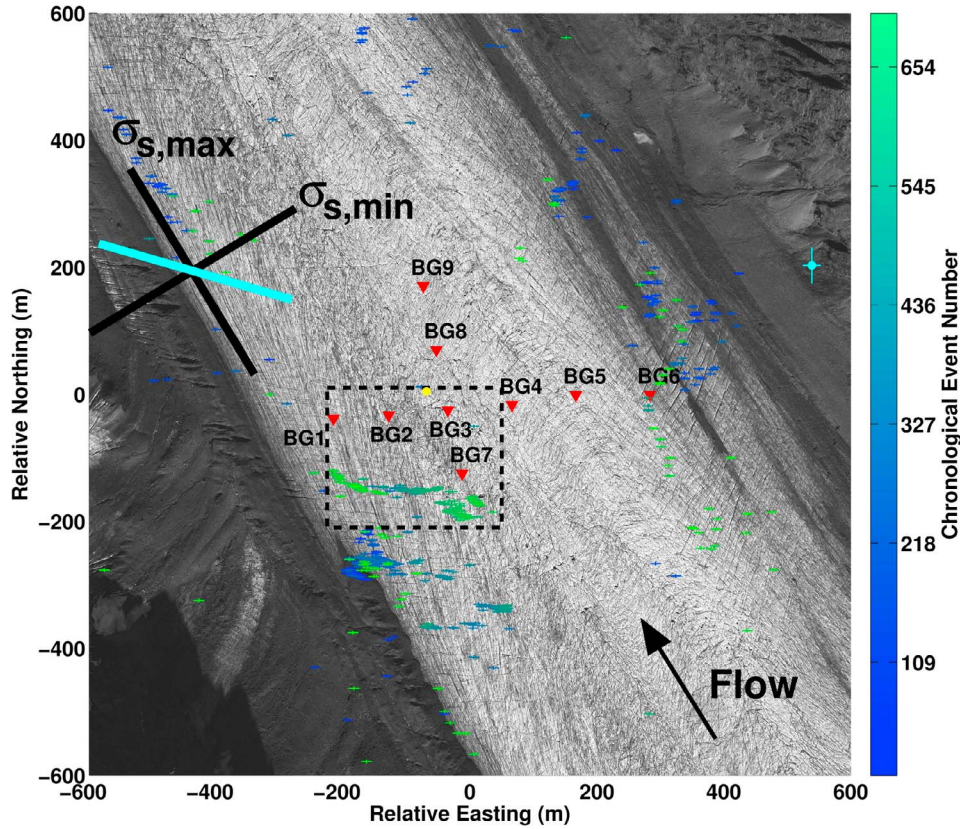 600
400
200
0
−200
−400
−600
Relative Northing (m)
−600
−400
−200
0
200
400
600
Relative Easting (m)
σs,max
σs,min
BG9
BG8
BG4
BG5
BG6
BG1
BG2
BG3
BG7
Flow
654
545
436
327
218
109
Chronological Event Number